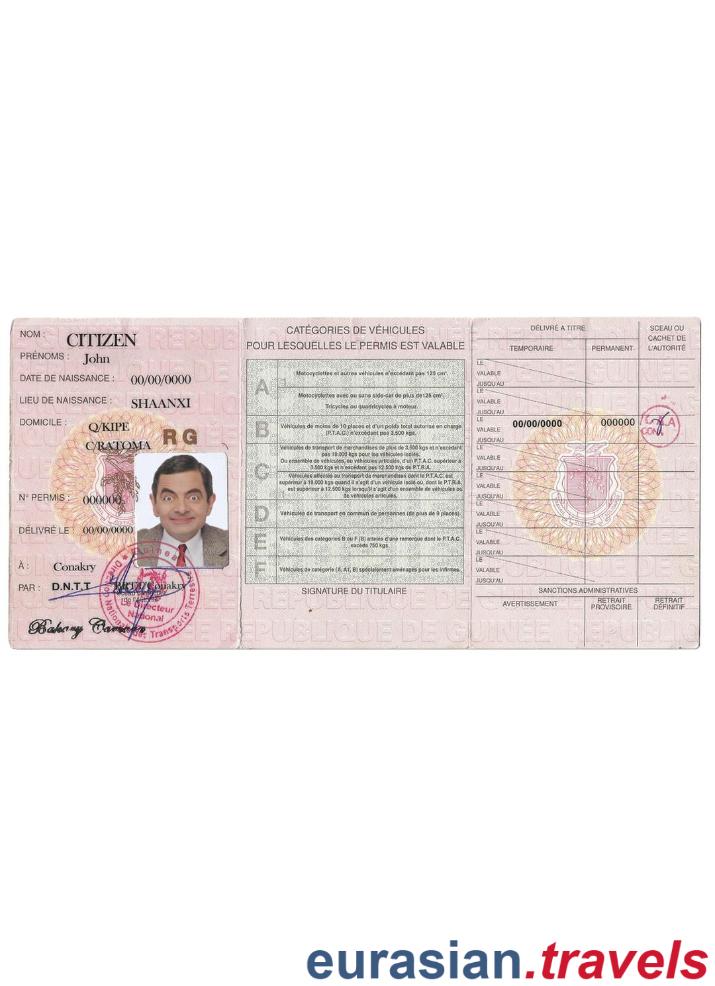 NOM : CITIZEN
PRÉNOMS : John
DATE DE NAISSANCE : 00/00/0000
LIEU DE NAISSANCE : SHAANXI
DOMICILE : Q/KIPE
C/RATOMA
RG
N° PERMIS : 000000
DÉLIVRÉ LE : 00/00/0000
À : Conakry
PAR : D.N.T.T Conakry
Le Directeur
National
CATÉGORIES DE VÉHICULES
POUR LESQUELLES LE PERMIS EST VALABLE
A
1
Motocyclettes et autres véhicules n'excédant pas 125 cm³.
Motocyclettes avec ou sans side-car de plus de 125 cm³.
Tricycles ou quadricycles à moteur.
B
Véhicules de moins de 10 places et d'un poids total autorisé en charge
(P.T.A.C.) n'excédant pas 3.500 kgs.
C
Véhicules de transport de marchandises de plus de 3.500 kgs et n'excédant
pas 19.000 kgs pour les véhicules isolés.
Ou ensemble de véhicules, ou véhicules articulés, d'un P.T.A.C. supérieur à
3.500 kgs et n'excédant pas 12.500 Kgs de P.T.R.A.
Véhicules affectés au transport de marchandises dont le P.T.A.C. est
supérieur à 19.000 kgs quand il s'agit d'un véhicule isolé ou, dont le P.T.R.A.
est supérieur à 12.500 kgs lorsqu'il s'agit d'un ensemble de véhicules ou
de véhicules articulés.
D
Véhicules de transport en commun de personnes (de plus de 9 places).
E
Véhicules des catégories B ou F (B) attelés d'une remorque dont le P.T.A.C.
excède 750 kgs.
F
Véhicules de catégorie (A, A1, B) spécialement aménagés pour les infirmes.
SIGNATURE DU TITULAIRE
DÉLIVRÉ A TITRE
SCEAU OU
CACHET DE
L'AUTORITÉ
TEMPORAIRE PERMANENT
LE
VALABLE
JUSQU'AU
LE
VALABLE
JUSQU'AU
LE 00/00/0000 000000
VALABLE
JUSQU'AU
LE
VALABLE
JUSQU'AU
LE
VALABLE
JUSQU'AU
LE
VALABLE
JUSQU'AU
LE
VALABLE
JUSQU'AU
LE
VALABLE
JUSQU'AU
SANCTIONS ADMINISTRATIVES
AVERTISSEMENT
RETRAIT
PROVISOIRE
RETRAIT
DÉFINITIF
eurasian.travels